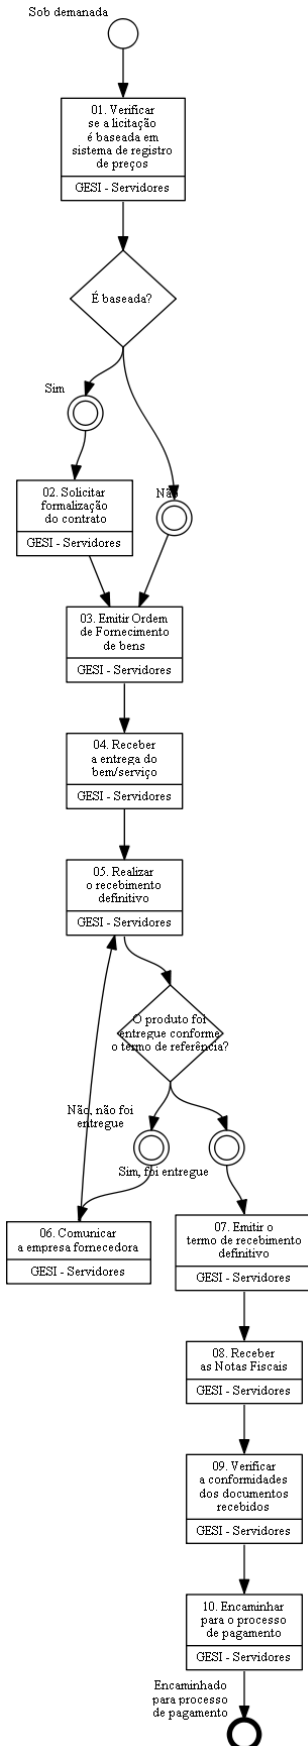 Sob demanada
01. Verificar
se a licitação
é baseada em
sistema de registro
de preços
GESI - Servidores
É baseada?
Sim
Não
02. Solicitar
formalização
do contrato
GESI - Servidores
03. Emitir Ordem
de Fornecimento
de bens
GESI - Servidores
04. Receber
a entrega do
bem/serviço
GESI - Servidores
05. Realizar
o recebimento
definitivo
GESI - Servidores
O produto foi
entregue conforme
o termo de referência?
Não, não foi
entregue
Sim, foi entregue
06. Comunicar
a empresa fornecedora
GESI - Servidores
07. Emitir o
termo de recebimento
definitivo
GESI - Servidores
08. Receber
as Notas Fiscais
GESI - Servidores
09. Verificar
a conformidades
dos documentos
recebidos
GESI - Servidores
10. Encaminhar
para o processo
de pagamento
GESI - Servidores
Encaminhado
para processo
de pagamento